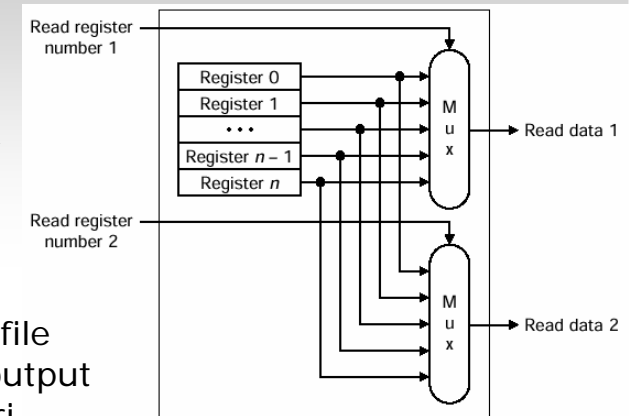 Read register
number 1
Register 0
Register 1
• • •
Register n – 1
Register n
M
u
x
Read data 1
Read register
number 2
M
u
x
Read data 2
file
output